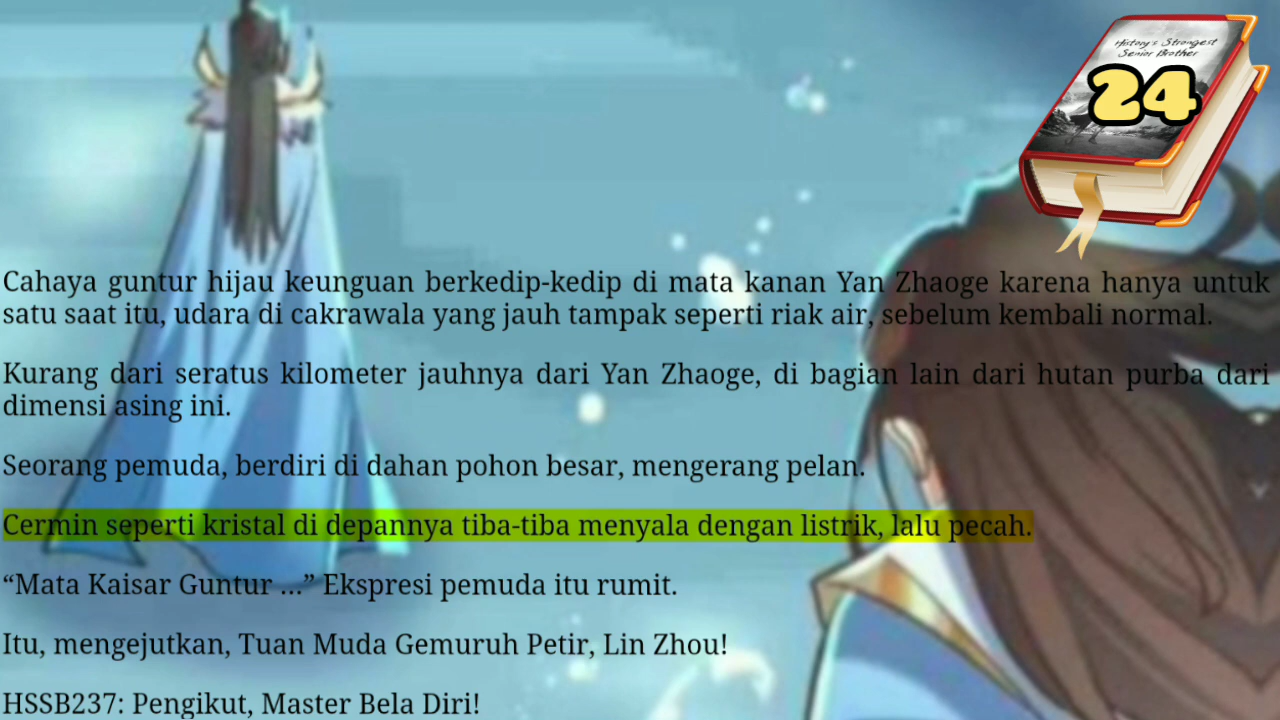 History's Strongest
Senior Brother
24
Cahaya guntur hijau keunguan berkedip-kedip di mata kanan Yan Zhaoge karena hanya untuk
satu saat itu, udara di cakrawala yang jauh tampak seperti riak air, sebelum kembali normal.
Kurang dari seratus kilometer jauhnya dari Yan Zhaoge, di bagian lain dari hutan purba dari
dimensi asing ini.
Seorang pemuda, berdiri di dahan pohon besar, mengerang pelan.
Cermin seperti kristal di depannya tiba-tiba menyala dengan listrik, lalu pecah.
“Mata Kaisar Guntur ...” Ekspresi pemuda itu rumit.
Itu, mengejutkan, Tuan Muda Gemuruh Petir, Lin Zhou!
HSSB237: Pengikut, Master Bela Diri!